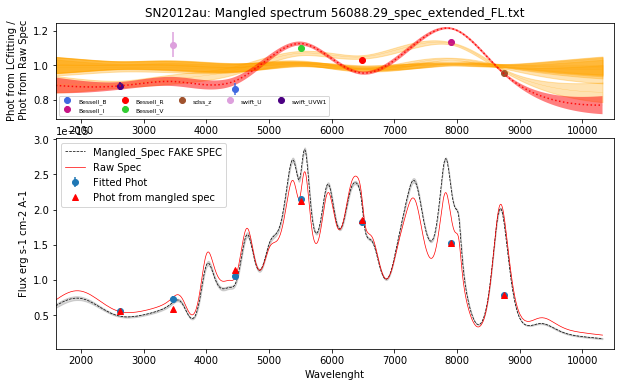 SN2012au: Mangled spectrum 56088.29_spec_extended_FL.txt
Phot from LCfitting /
Phot from Raw Spec
1.2
1.0
0.8
Bessell_B
Bessell_I
Bessell_R
Bessell_V
sdss_z
swift_U
swift_UVW1
2000 3000 4000 5000 6000 7000 8000 9000 10000
Flux erg s-1 cm-2 A-1
3.0
2.5
2.0
1.5
1.0
0.5
Mangled_Spec FAKE SPEC
Raw Spec
Fitted Phot
Phot from mangled spec
2000 3000 4000 5000 6000 7000 8000 9000 10000
Wavelenght